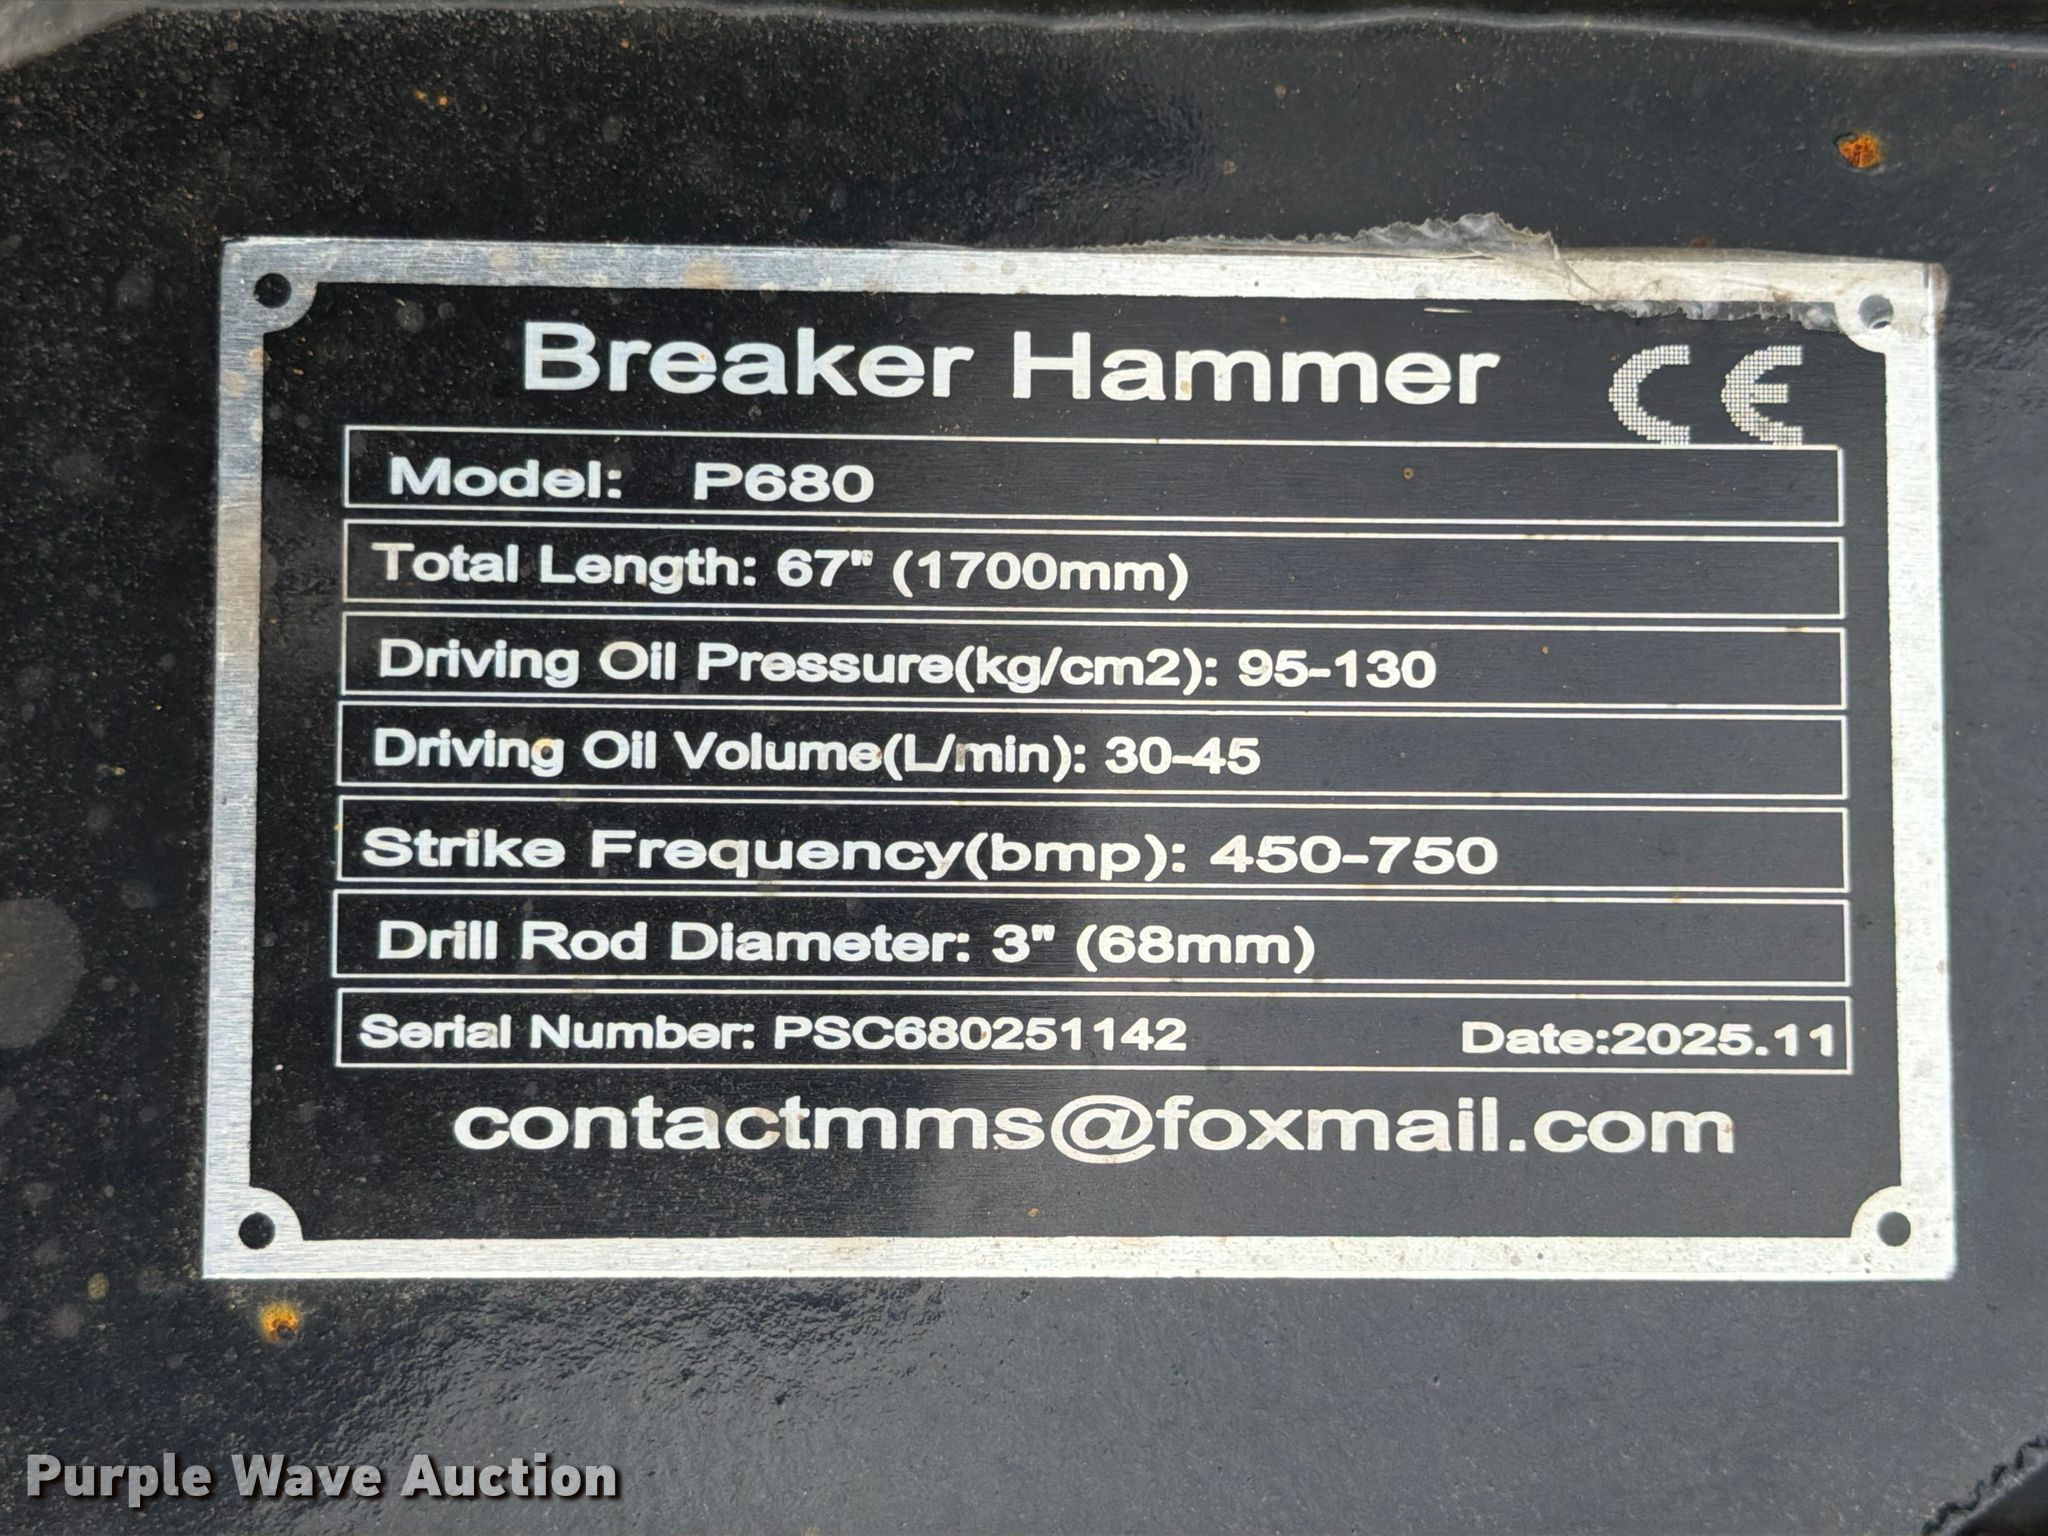 Breaker Hammer CE
Model: P680
Total Length: 67" (1700mm)
Driving Oil Pressure(kg/cm2): 95-130
Driving Oil Volume(L/min): 30-45
Strike Frequency(bmp): 450-750
Drill Rod Diameter: 3" (68mm)
Serial Number: PSC680251142 Date:2025.11
contactmms@foxmail.com
Purple Wave Auction